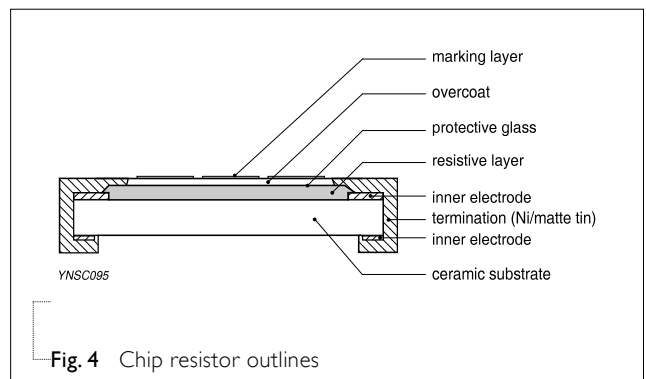 marking layer
overcoat
protective glass
resistive layer
inner electrode
termination (Ni/matte tin)
inner electrode
ceramic substrate
YNSC095
Fig. 4 Chip resistor outlines